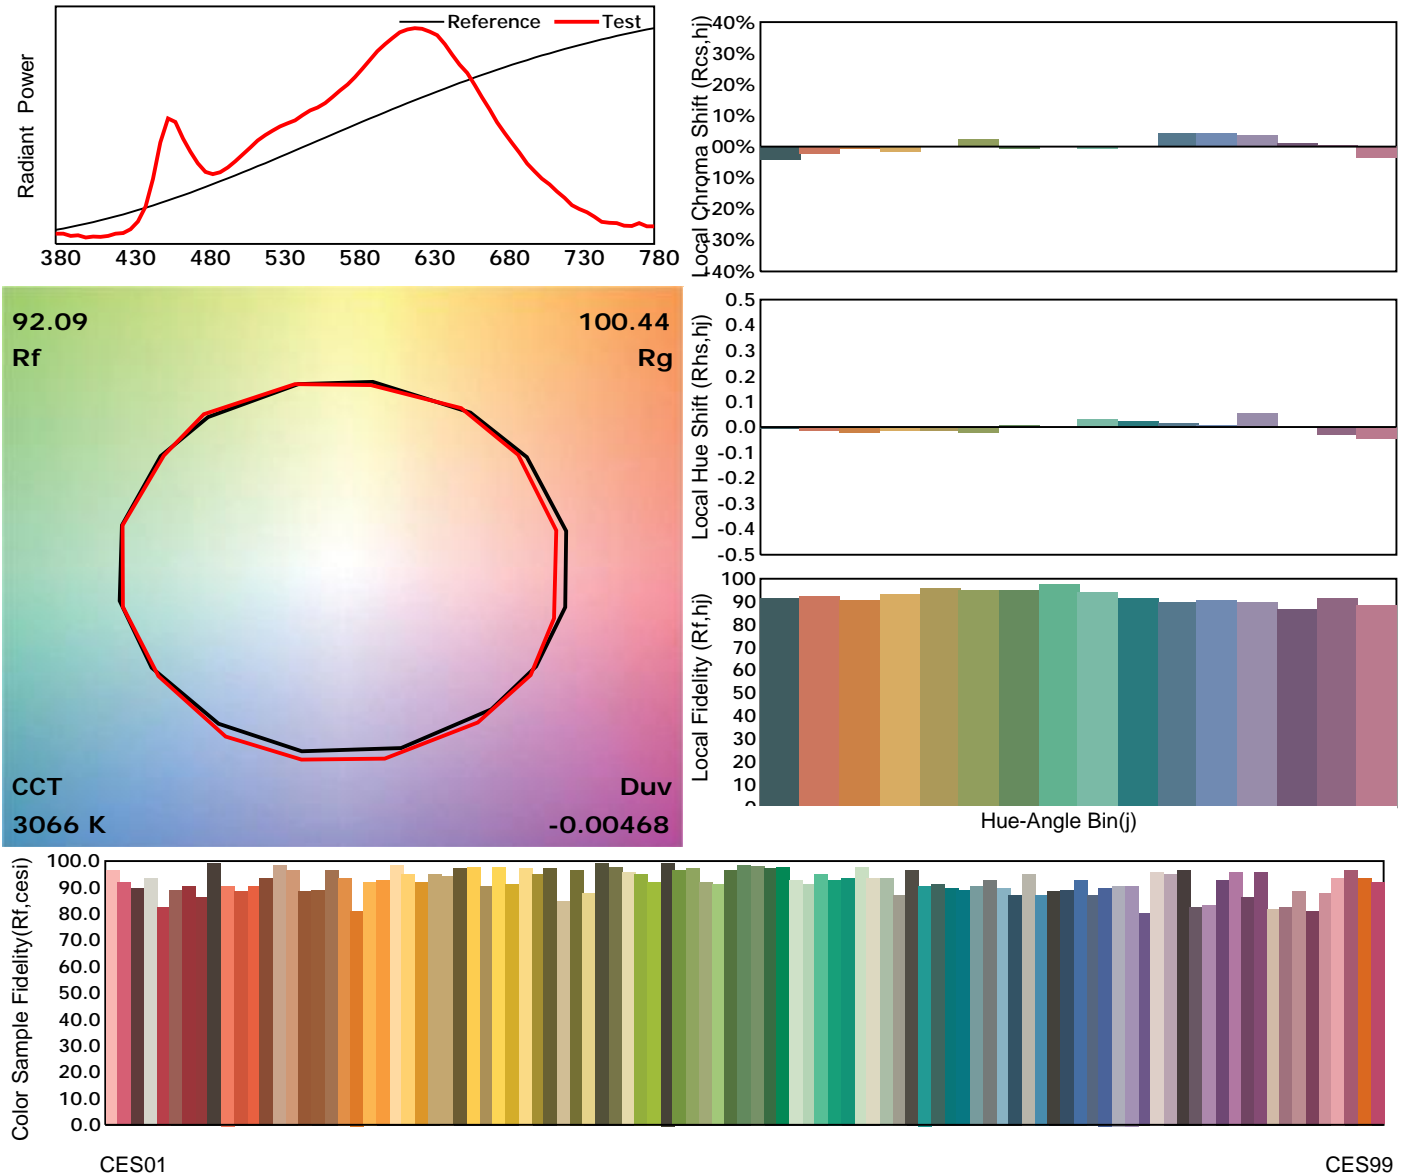 Reference
Test
Radiant Power
380 430 480 530 580 630 680 730 780
Local Chroma Shift (Rcs,hj)
40%
30%
20%
10%
00%
-10%
-20%
-30%
-40%
92.09
Rf
100.44
Rg
CCT
3066 K
Duv
-0.00468
Local Hue Shift (Rhs,hj)
0.5
0.4
0.3
0.2
0.1
0.0
-0.1
-0.2
-0.3
-0.4
-0.5
Local Fidelity (Rf,hj)
100
90
80
70
60
50
40
30
20
10
0
Hue-Angle Bin(j)
Color Sample Fidelity(Rf,cesi)
100.0
90.0
80.0
70.0
60.0
50.0
40.0
30.0
20.0
10.0
0.0
CES01
CES99